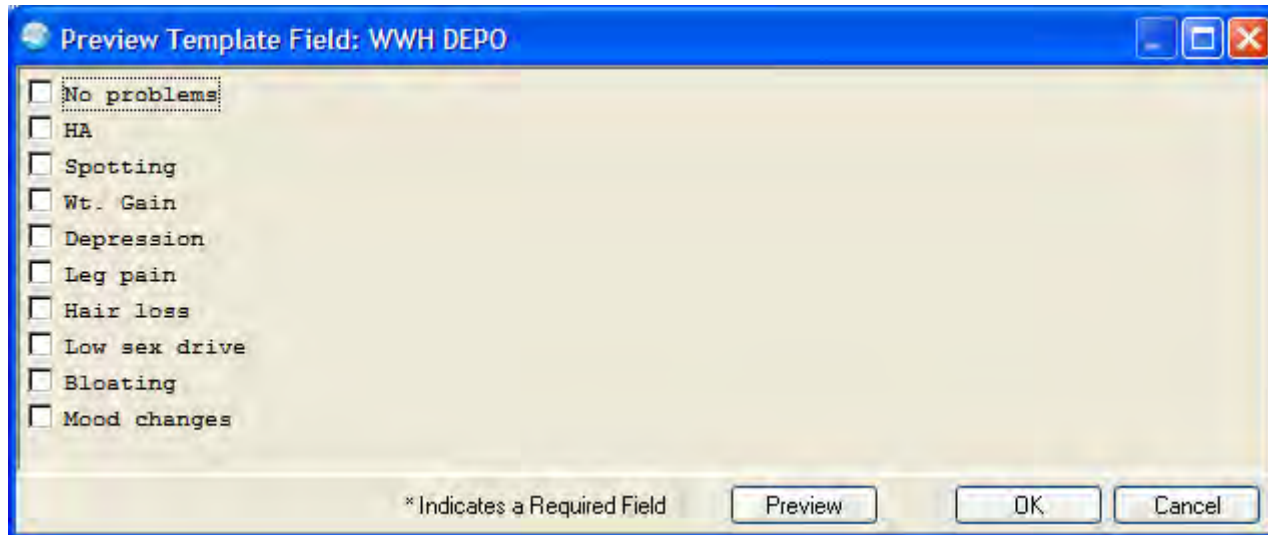 Preview Template Field: WWH DEPO
No problems
HA
Spotting
Wt. Gain
Depression
Leg pain
Hair loss
Low sex drive
Bloating
Mood changes
* Indicates a Required Field Preview OK Cancel